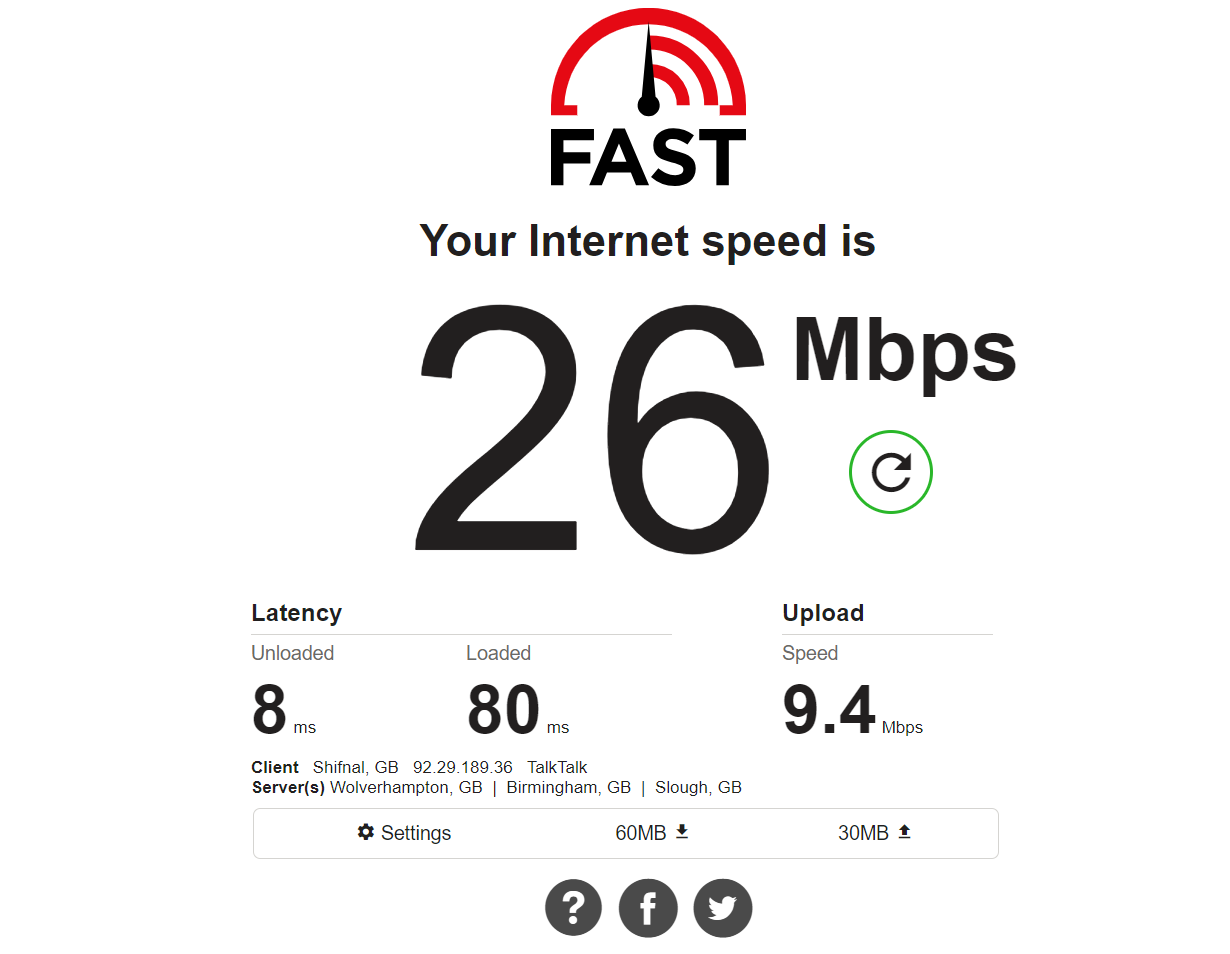 FAST
Your Internet speed is
26 Mbps
Latency
Upload
Unloaded
Loaded
Speed
8 ms
80 ms
9.4 Mbps
Client Shifnal, GB 92.29.189.36 TalkTalk
Server(s) Wolverhampton, GB | Birmingham, GB | Slough, GB
Settings 60MB 30MB
?
f